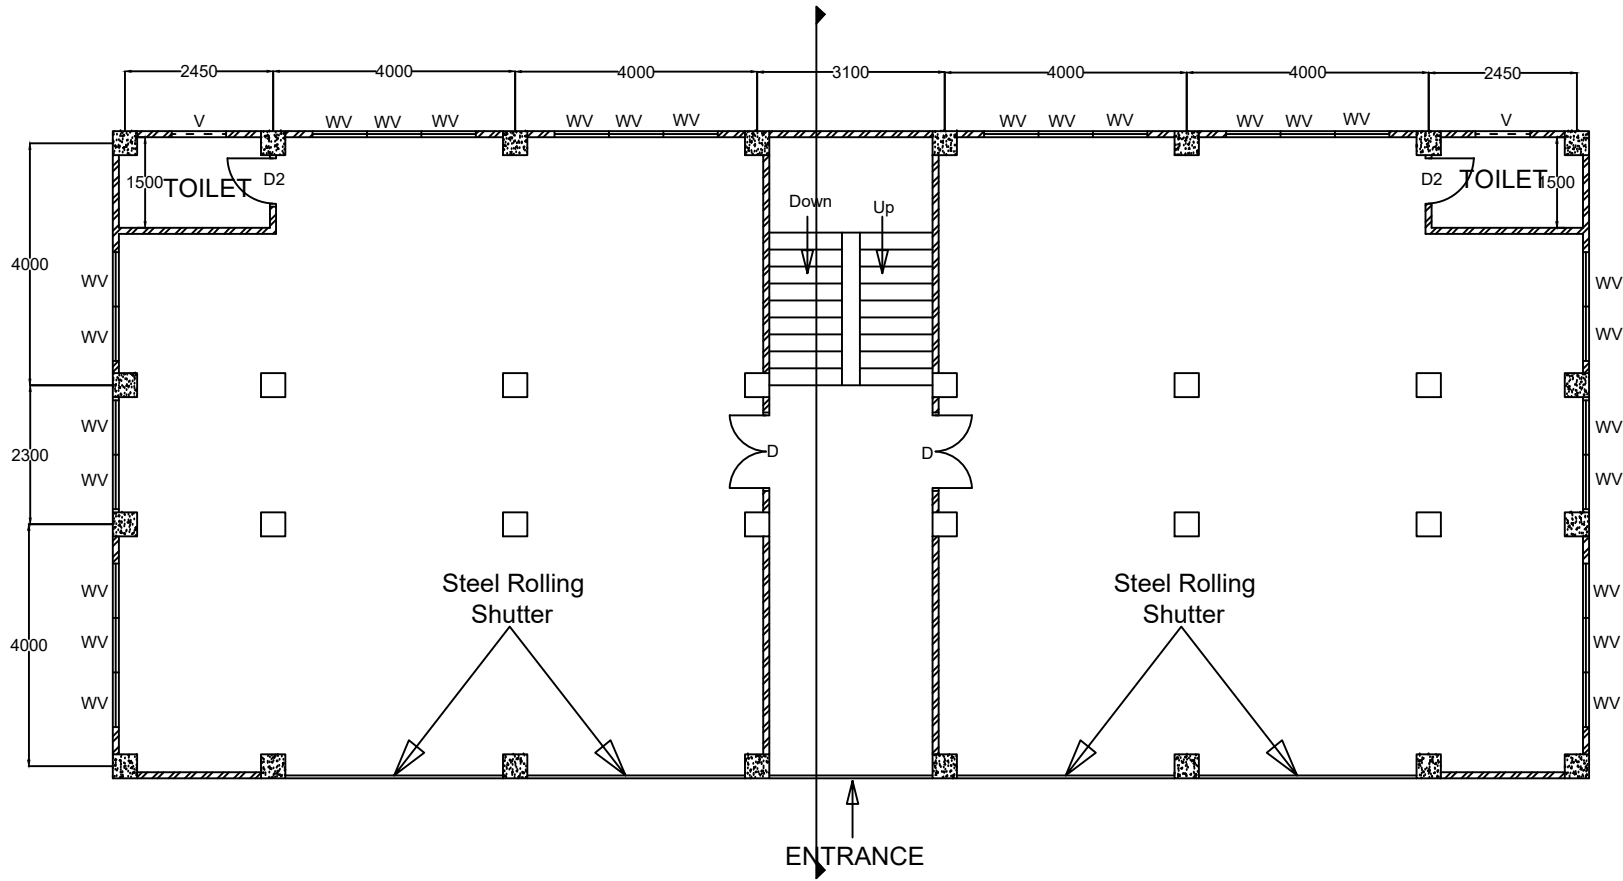 2450 4000 4000 3100 4000 4000 2450
V WV WV WV WV WV WV WV WV WV WV WV WV V
1500 TOILET D2 D2 TOILET 1500
Down Up
4000
WV WV
WV WV
WV D D WV
2300
WV WV
Steel Rolling Steel Rolling
WV WV
Shutter Shutter
4000 WV WV
WV WV
ENTRANCE